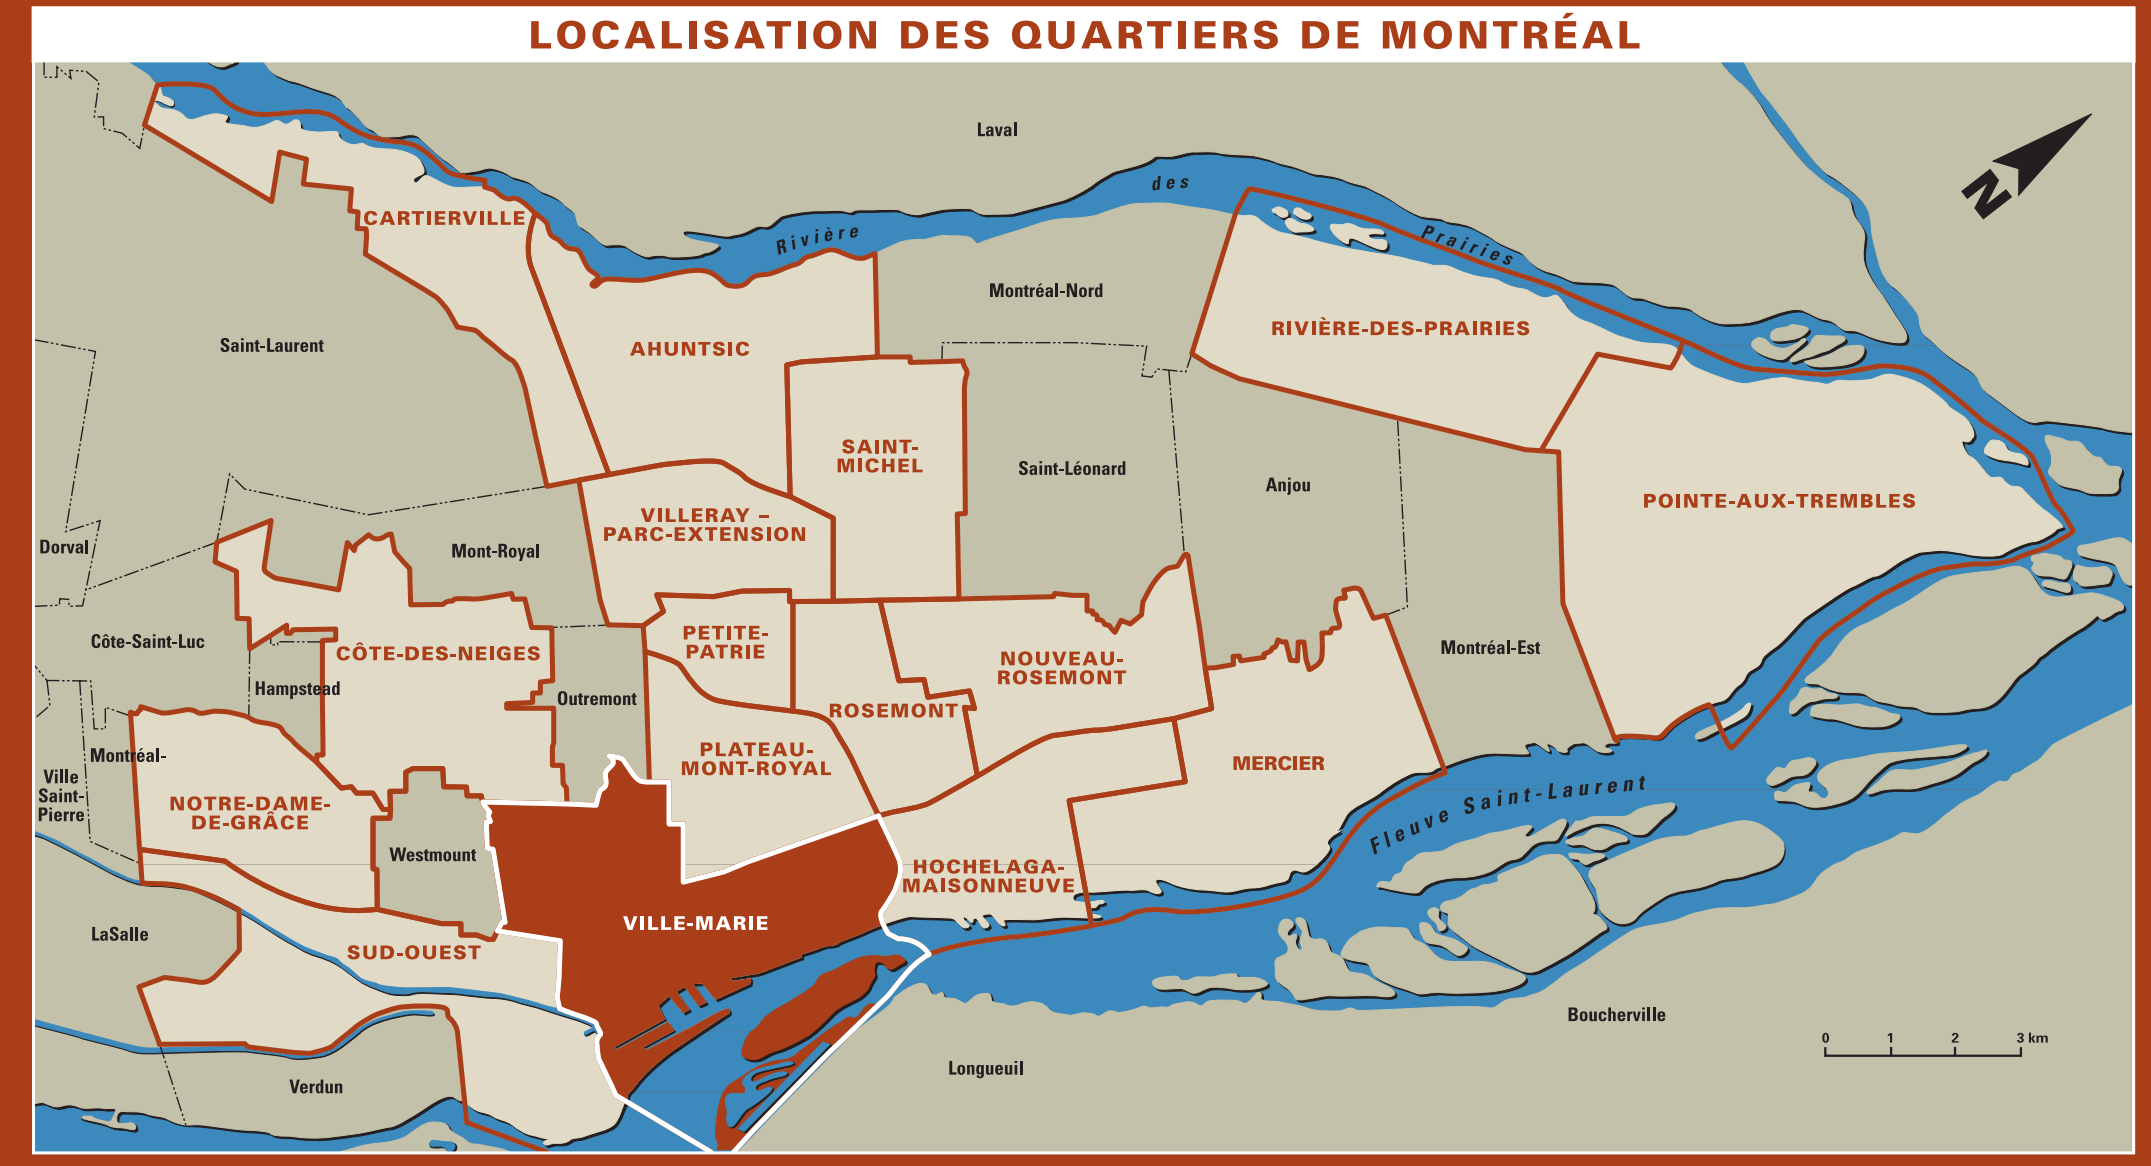 LOCALISATION DES QUARTIERS DE MONTRÉAL
Laval
des
N
CARTIERVILLE
Rivière
Prairies
Montréal-Nord
RIVIÈRE-DES-PRAIRIES
Saint-Laurent
AHUNTSIC
SAINT-
MICHEL
Saint-Léonard
Anjou
POINTE-AUX-TREMBLES
VILLERAY –
PARC-EXTENSION
Dorval
Mont-Royal
Côte-Saint-Luc
CÔTE-DES-NEIGES
PETITE-
PATRIE
NOUVEAU-
ROSEMONT
Montréal-Est
Hampstead
Outremont
ROSEMONT
Montréal-
PLATEAU-
MONT-ROYAL
MERCIER
Ville
Saint-
Pierre
NOTRE-DAME-
DE-GRÂCE
Fleuve Saint-Laurent
Westmount
HOCHELAGA-
MAISONNEUVE
LaSalle
VILLE-MARIE
SUD-OUEST
Boucherville
0 1 2 3 km
Longueuil
Verdun